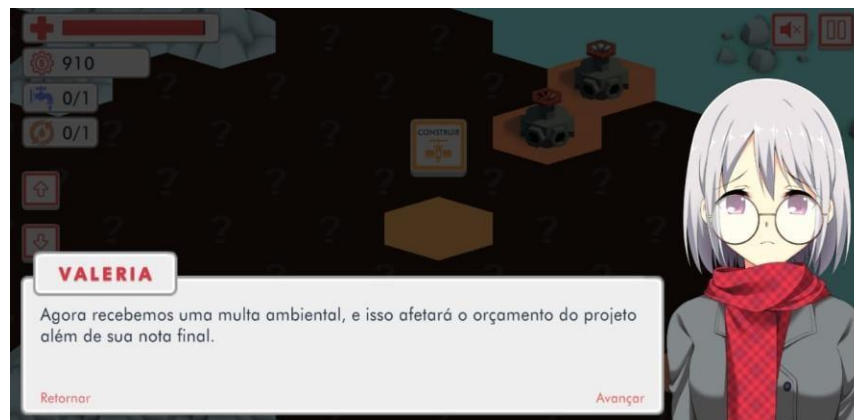 910
0/1
0/1
CONSTRUIR
? ? ? ? ? ? ? ? ? ? ? ? ? ? ? ?
VALERIA
Agora recebemos uma multa ambiental, e isso afetará o orçamento do projeto
além de sua nota final.
Retornar
Avançar